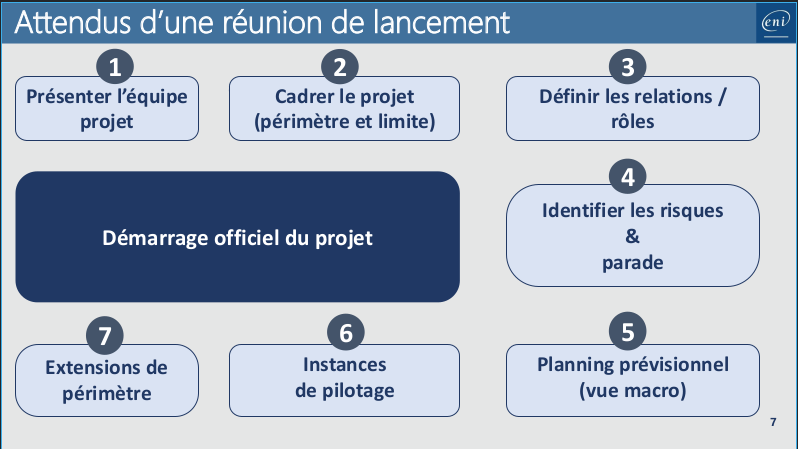 Attendus d'une réunion de lancement
eni
1
Présenter l'équipe
projet
2
Cadrer le projet
(périmètre et limite)
3
Définir les relations /
rôles
Démarrage officiel du projet
4
Identifier les risques
&
parade
5
Planning prévisionnel
(vue macro)
6
Instances
de pilotage
7
Extensions de
périmètre
7